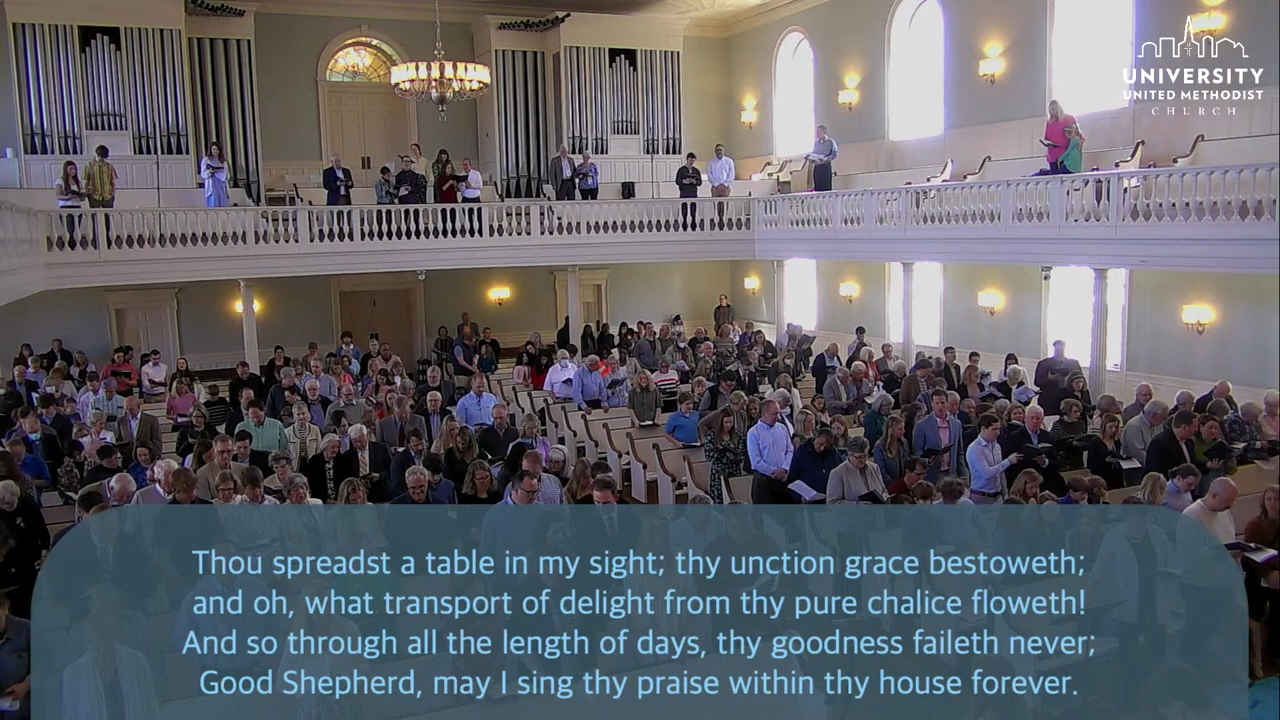 UNIVERSITY
UNITED METHODIST
CHURCH
Thou spreadst a table in my sight; thy unction grace bestoweth;
and oh, what transport of delight from thy pure chalice floweth!
And so through all the length of days, thy goodness faileth never;
Good Shepherd, may I sing thy praise within thy house forever.